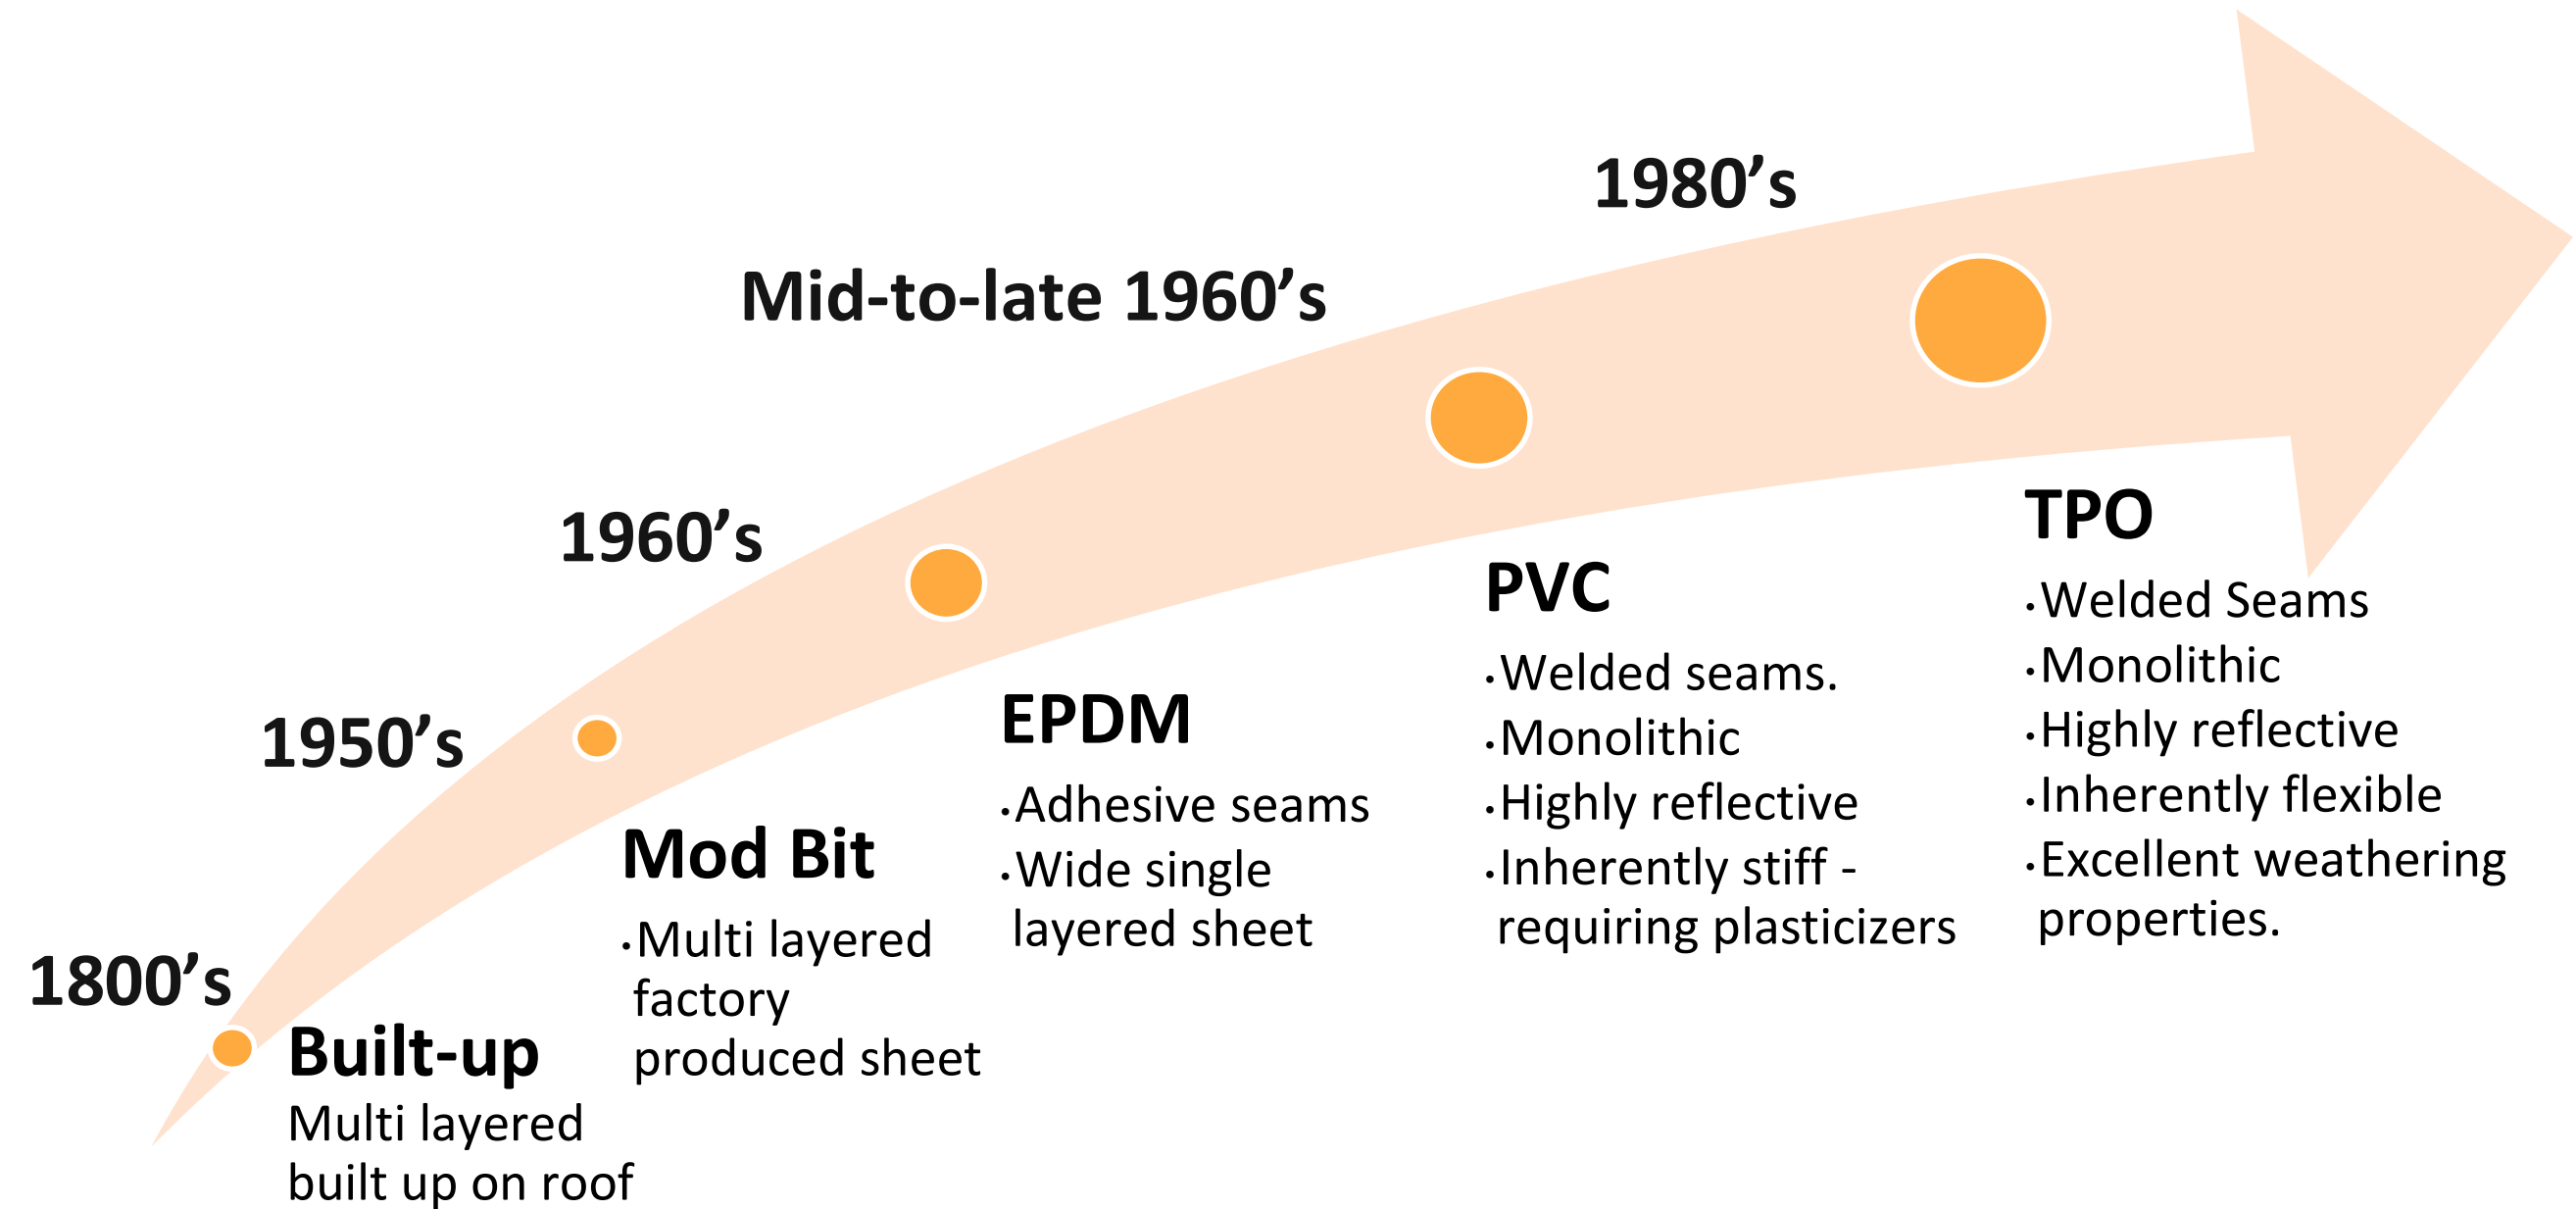 1800's
Built-up
Multi layered
built up on roof
1950's
Mod Bit
·Multi layered
factory
produced sheet
1960's
EPDM
·Adhesive seams
·Wide single
layered sheet
Mid-to-late 1960's
PVC
·Welded seams.
·Monolithic
·Highly reflective
·Inherently stiff -
requiring plasticizers
1980's
TPO
·Welded Seams
·Monolithic
·Highly reflective
·Inherently flexible
·Excellent weathering
properties.